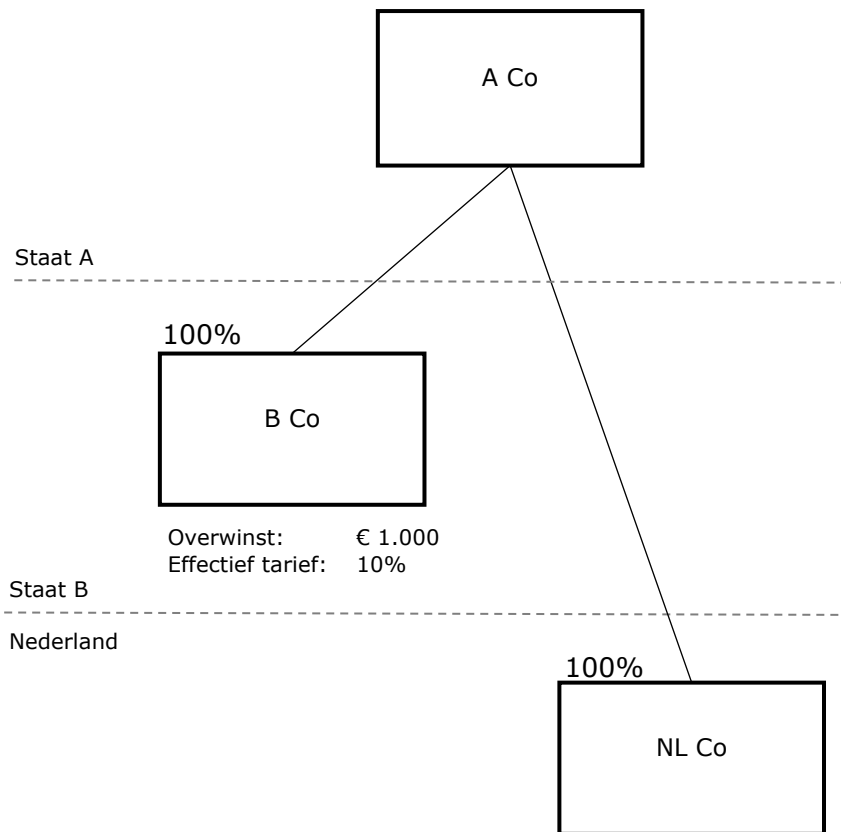 A Co
Staat A
100%
B Co
Overwinst: € 1.000
Effectief tarief: 10%
Staat B
Nederland
100%
NL Co